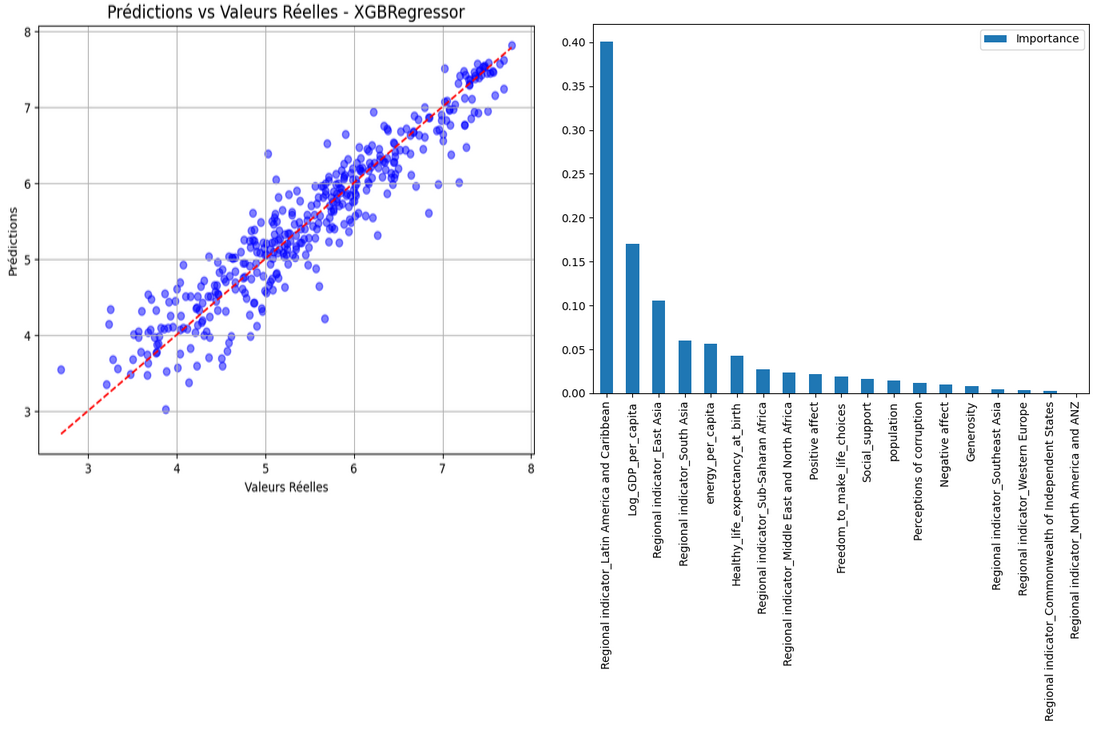 Prédictions vs Valeurs Réelles - XGBRegressor
8
7
6
5
4
3
Prédictions
3 4 5 6 7 8
Valeurs Réelles
Importance
0.40
0.35
0.30
0.25
0.20
0.15
0.10
0.05
0.00
Regional indicator_Latin America and Caribbean
Log_GDP_per_capita
Regional indicator_East Asia
Regional indicator_South Asia
energy_per_capita
Healthy_life_expectancy_at_birth
Regional indicator_Sub-Saharan Africa
Regional indicator_Middle East and North Africa
Positive affect
Freedom_to_make_life_choices
Social_support
population
Perceptions of corruption
Negative affect
Generosity
Regional indicator_Southeast Asia
Regional indicator_Western Europe
Regional indicator_Commonwealth of Independent States
Regional indicator_North America and ANZ